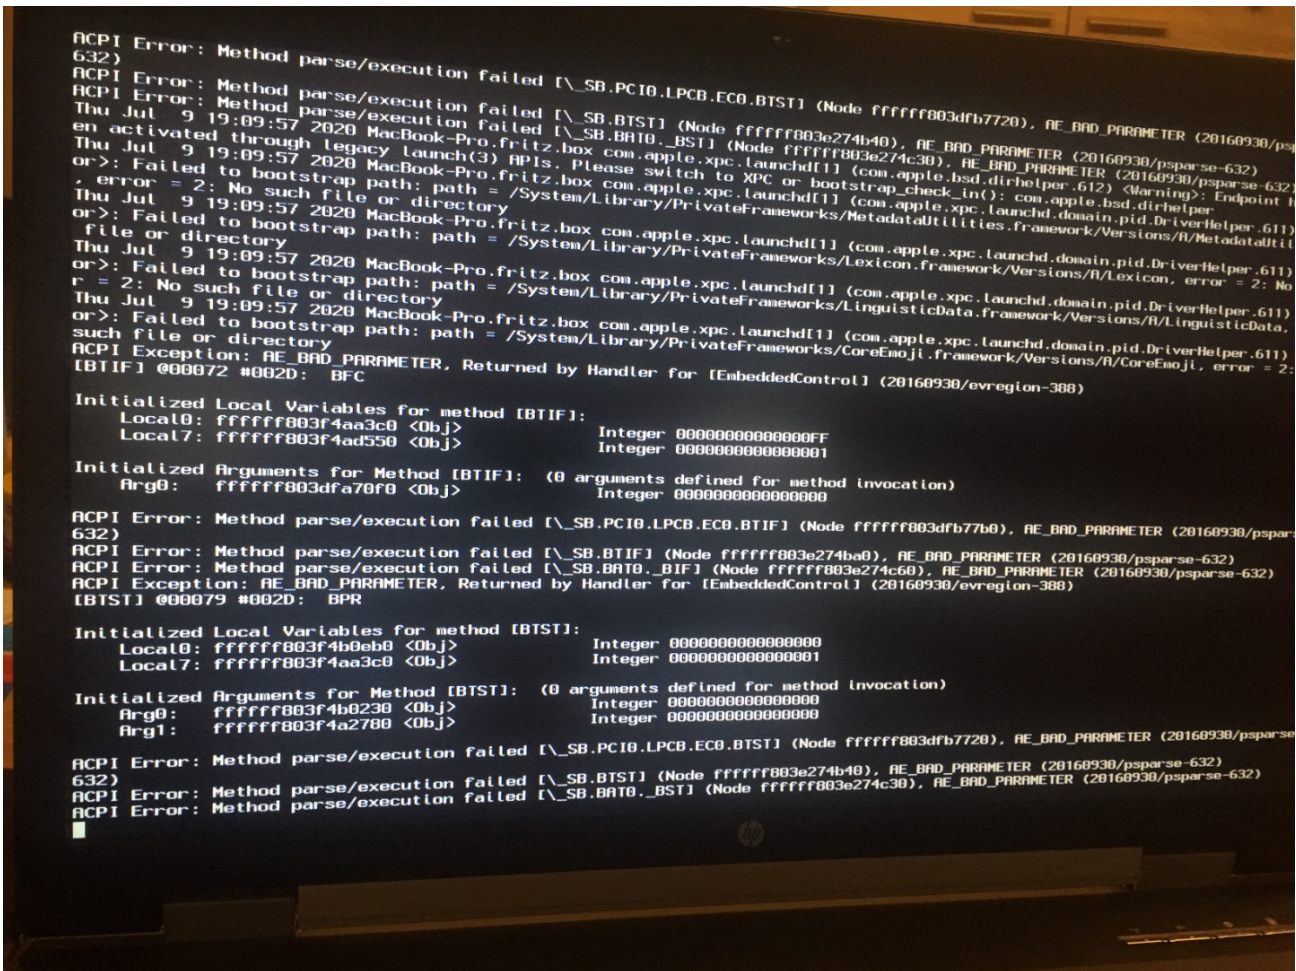 ACPI Error: Method parse/execution failed [\_SB.PCI0.LPCB.EC0.BTST] (Node ffffff803dfb7720), AE_BAD_PARAMETER (20160930/ps
632)
ACPI Error: Method parse/execution failed [\_SB.BTST] (Node ffffff803e274b40), AE_BAD_PARAMETER (20160930/psparse-632)
ACPI Error: Method parse/execution failed [\_SB.BAT0._BST] (Node ffffff803e274c30), AE_BAD_PARAMETER (20160930/psparse-632)
Thu Jul  9 19:09:57 2020 MacBook-Pro.fritz.box com.apple.xpc.launchd[1] (com.apple.bsd.dirhelper.612) <Warning>: Endpoint h
en activated through legacy launch(3) APIs. Please switch to XPC or bootstrap_check_in(): com.apple.bsd.dirhelper
Thu Jul  9 19:09:57 2020 MacBook-Pro.fritz.box com.apple.xpc.launchd[1] (com.apple.xpc.launchd.domain.pid.DriverHelper.611)
or>: Failed to bootstrap path: path = /System/Library/PrivateFrameworks/MetadataUtilities.framework/Versions/A/MetadataUtil
, error = 2: No such file or directory
Thu Jul  9 19:09:57 2020 MacBook-Pro.fritz.box com.apple.xpc.launchd[1] (com.apple.xpc.launchd.domain.pid.DriverHelper.611)
or>: Failed to bootstrap path: path = /System/Library/PrivateFrameworks/Lexicon.framework/Versions/A/Lexicon, error = 2: No
file or directory
Thu Jul  9 19:09:57 2020 MacBook-Pro.fritz.box com.apple.xpc.launchd[1] (com.apple.xpc.launchd.domain.pid.DriverHelper.611)
or>: Failed to bootstrap path: path = /System/Library/PrivateFrameworks/LinguisticData.framework/Versions/A/LinguisticData,
r = 2: No such file or directory
Thu Jul  9 19:09:57 2020 MacBook-Pro.fritz.box com.apple.xpc.launchd[1] (com.apple.xpc.launchd.domain.pid.DriverHelper.611)
or>: Failed to bootstrap path: path = /System/Library/PrivateFrameworks/CoreEmoji.framework/Versions/A/CoreEmoji, error = 2:
such file or directory
ACPI Exception: AE_BAD_PARAMETER, Returned by Handler for [EmbeddedControl] (20160930/evregion-388)
[BTIF] @00072 #002D:  BFC
Initialized Local Variables for method [BTIF]:
Local0: ffffff803f4aa3c0 <Obj> Integer 00000000000000FF
Local7: ffffff803f4ad550 <Obj> Integer 0000000000000001
Initialized Arguments for Method [BTIF]:  (0 arguments defined for method invocation)
Arg0: ffffff803dfa70f0 <Obj> Integer 0000000000000000
ACPI Error: Method parse/execution failed [\_SB.PCI0.LPCB.EC0.BTIF] (Node ffffff803dfb77b0), AE_BAD_PARAMETER (20160930/pspars
632)
ACPI Error: Method parse/execution failed [\_SB.BTIF] (Node ffffff803e274ba0), AE_BAD_PARAMETER (20160930/psparse-632)
ACPI Error: Method parse/execution failed [\_SB.BAT0._BIF] (Node ffffff803e274c60), AE_BAD_PARAMETER (20160930/psparse-632)
ACPI Exception: AE_BAD_PARAMETER, Returned by Handler for [EmbeddedControl] (20160930/evregion-388)
[BTST] @00079 #002D:  BPR
Initialized Local Variables for method [BTST]:
Local0: ffffff803f4b0eb0 <Obj> Integer 0000000000000000
Local7: ffffff803f4aa3c0 <Obj> Integer 0000000000000001
Initialized Arguments for Method [BTST]:  (0 arguments defined for method invocation)
Arg0: ffffff803f4b0230 <Obj> Integer 0000000000000000
Arg1: ffffff803f4a2780 <Obj> Integer 0000000000000000
ACPI Error: Method parse/execution failed [\_SB.PCI0.LPCB.EC0.BTST] (Node ffffff803dfb7720), AE_BAD_PARAMETER (20160930/psparse
632)
ACPI Error: Method parse/execution failed [\_SB.BTST] (Node ffffff803e274b40), AE_BAD_PARAMETER (20160930/psparse-632)
ACPI Error: Method parse/execution failed [\_SB.BAT0._BST] (Node ffffff803e274c30), AE_BAD_PARAMETER (20160930/psparse-632)
hp